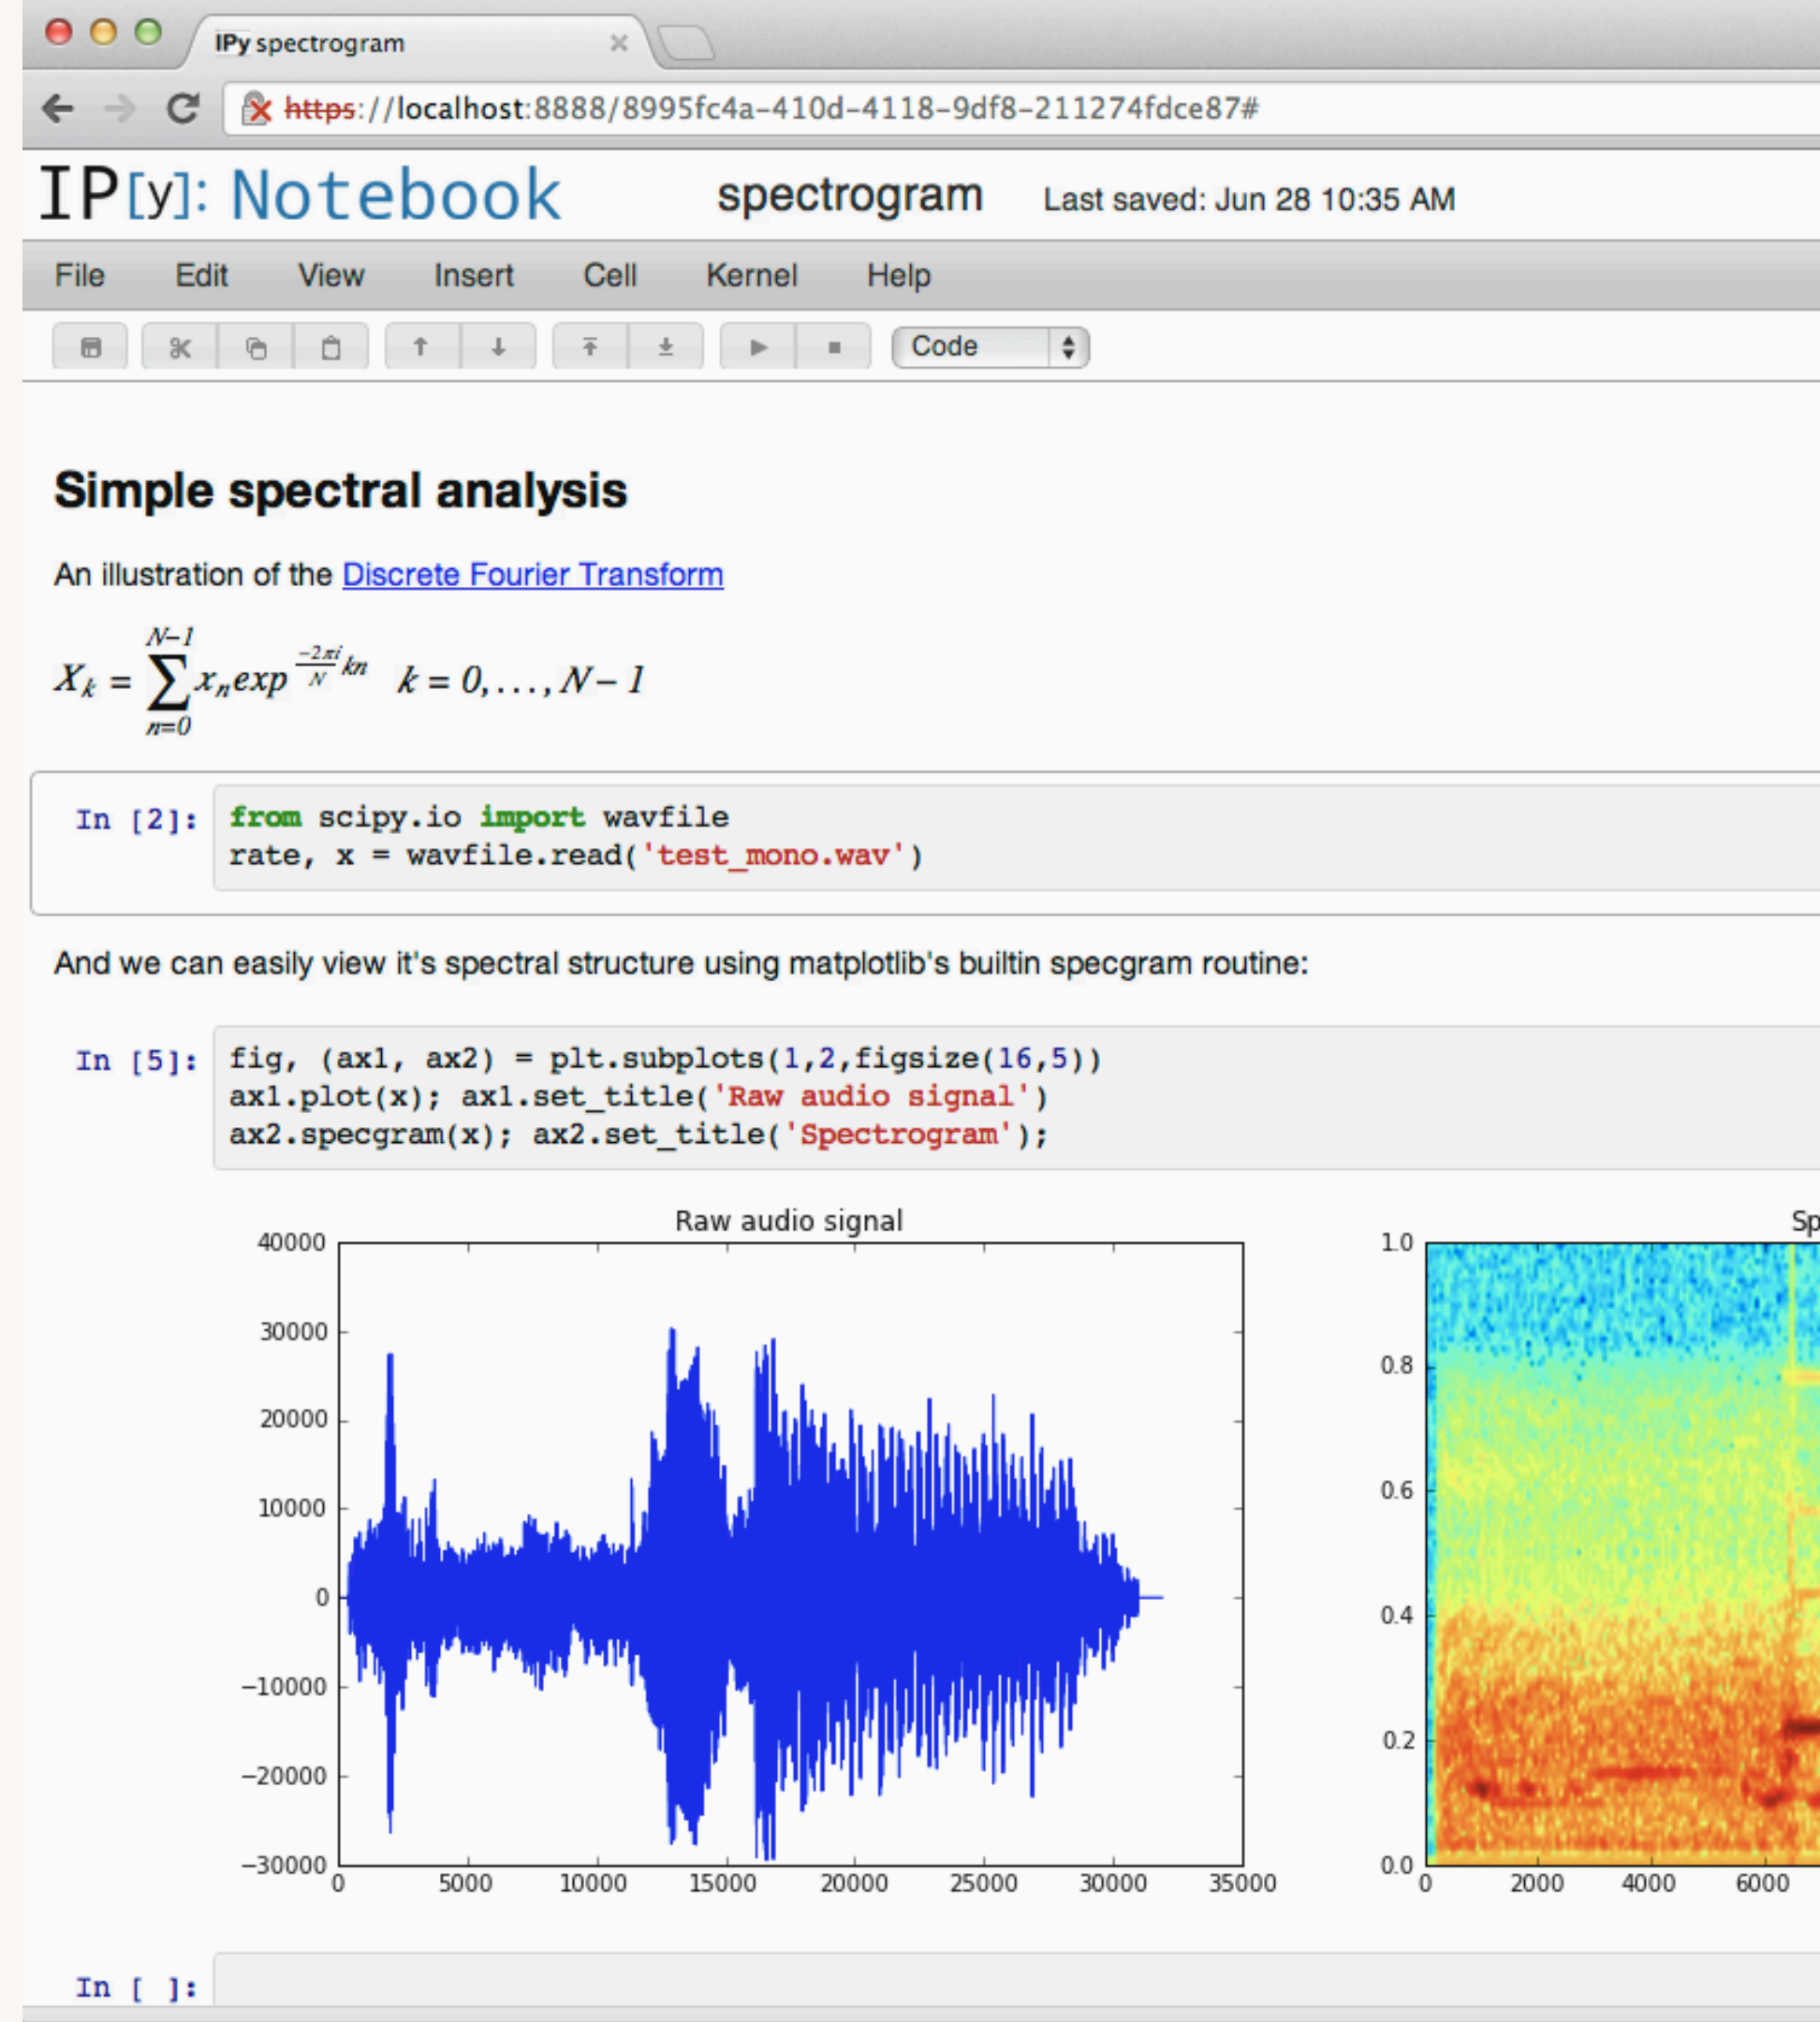 IPy spectrogram
https://localhost:8888/8995fc4a-410d-4118-9df8-211274fdce87#
IP[y]: Notebook spectrogram Last saved: Jun 28 10:35 AM
File Edit View Insert Cell Kernel Help
Code
Simple spectral analysis
An illustration of the Discrete Fourier Transform
X_k = \sum_{n=0}^{N-1} x_n exp^{\frac{-2πi}{N} kn} k = 0, . . . , N − 1
In [2]: from scipy.io import wavfile
rate, x = wavfile.read('test_mono.wav')
And we can easily view it's spectral structure using matplotlib's builtin specgram routine:
In [5]: fig, (ax1, ax2) = plt.subplots(1,2,figsize(16,5))
ax1.plot(x); ax1.set_title('Raw audio signal')
ax2.specgram(x); ax2.set_title('Spectrogram');
Raw audio signal
40000
30000
20000
10000
0
−10000
−20000
−30000
0 5000 10000 15000 20000 25000 30000 35000
Sp
1.0
0.8
0.6
0.4
0.2
0.0
0 2000 4000 6000
In [ ]: